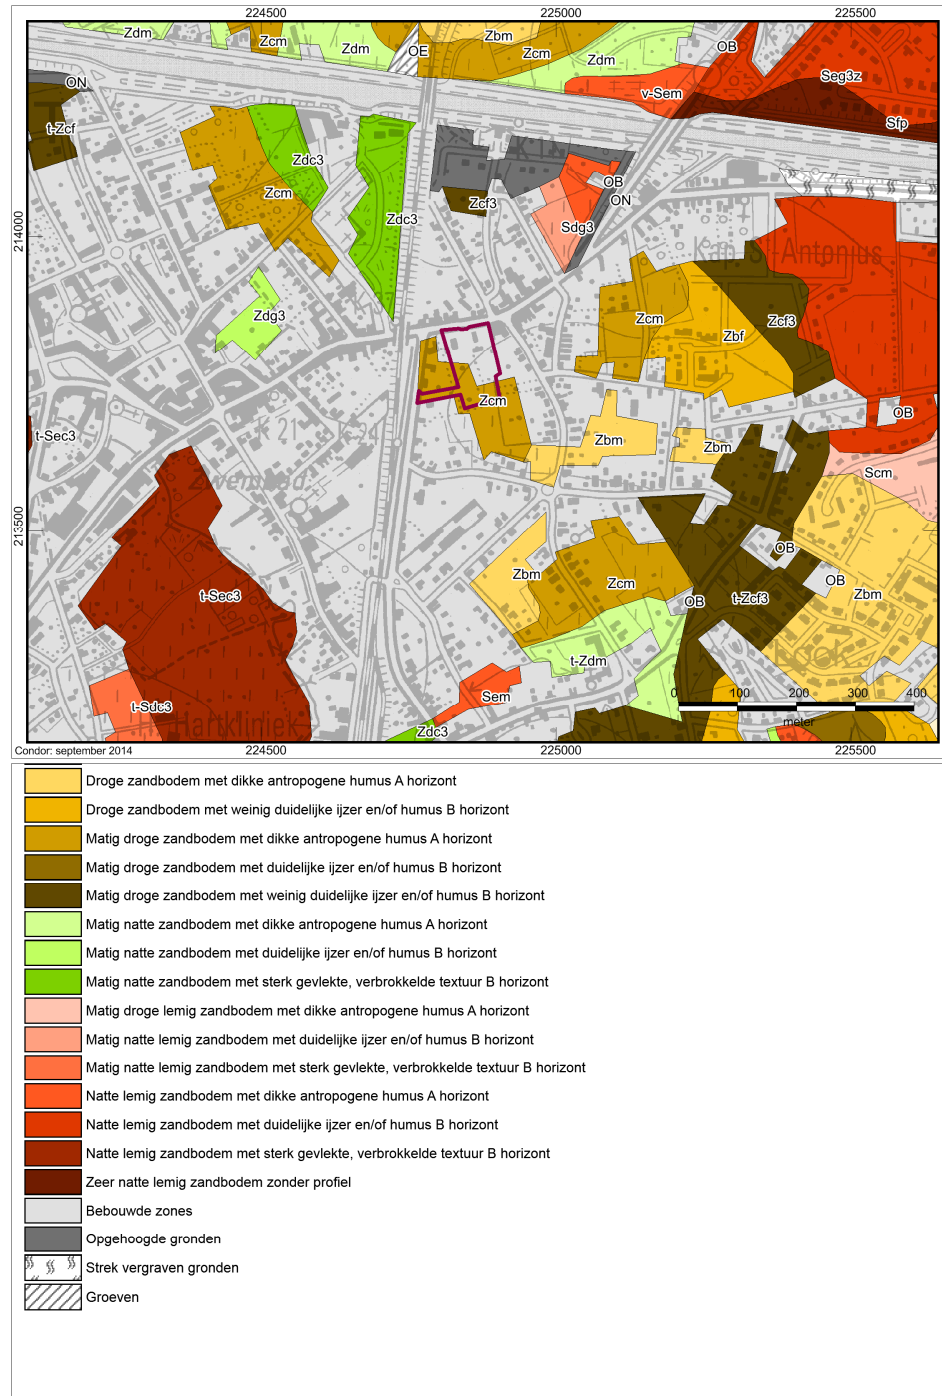 224500
225000
225500
Zdm
Zcm
Zdm
OE
Zbm
Zcm
Zdm
OB
Seg3z
v-Sem
Sfp
ON
t-Zcf
Zdc3
Zcm
Zdc3
Zcf3
OB
ON
Sdg3
214000
St-Antonius
Zdg3
Zcm
Zcf3
Zbf
Zcm
OB
t-Sec3
Zbm
Zbm
Scm
213500
OB
Zbm
Zcm
OB
Zbm
t-Sec3
OB
t-Zcf3
t-Zdm
Sem
0
100
200
300
400
t-Sdc3
Hartkliniek
meter
Zdc3
Condor: september 2014
224500
225000
225500
Droge zandbodem met dikke antropogene humus A horizont
Droge zandbodem met weinig duidelijke ijzer en/of humus B horizont
Matig droge zandbodem met dikke antropogene humus A horizont
Matig droge zandbodem met duidelijke ijzer en/of humus B horizont
Matig droge zandbodem met weinig duidelijke ijzer en/of humus B horizont
Matig natte zandbodem met dikke antropogene humus A horizont
Matig natte zandbodem met duidelijke ijzer en/of humus B horizont
Matig natte zandbodem met sterk gevlekte, verbrokkelde textuur B horizont
Matig droge lemig zandbodem met dikke antropogene humus A horizont
Matig natte lemig zandbodem met duidelijke ijzer en/of humus B horizont
Matig natte lemig zandbodem met sterk gevlekte, verbrokkelde textuur B horizont
Natte lemig zandbodem met dikke antropogene humus A horizont
Natte lemig zandbodem met duidelijke ijzer en/of humus B horizont
Natte lemig zandbodem met sterk gevlekte, verbrokkelde textuur B horizont
Zeer natte lemig zandbodem zonder profiel
Bebouwde zones
Opgehoogde gronden
Strek vergraven gronden
Groeven